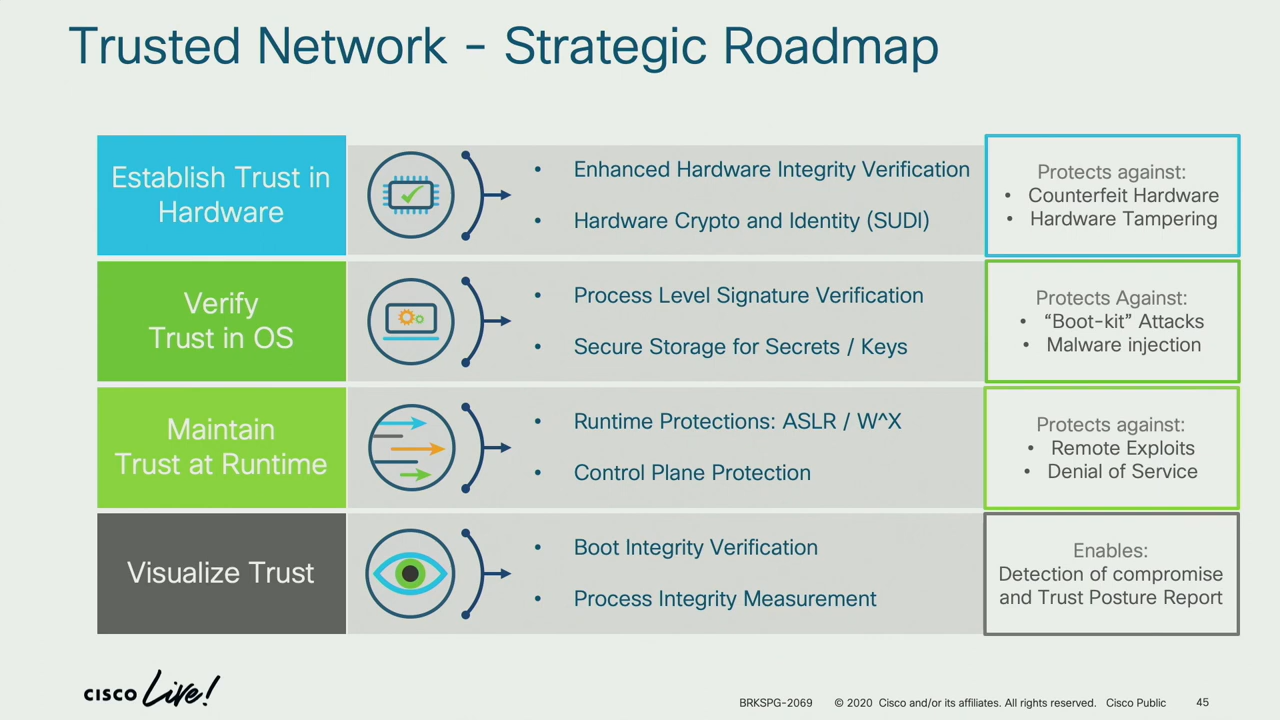 Trusted Network - Strategic Roadmap
Establish Trust in
Hardware
• Enhanced Hardware Integrity Verification
• Hardware Crypto and Identity (SUDI)
Protects against:
• Counterfeit Hardware
• Hardware Tampering
Verify
Trust in OS
• Process Level Signature Verification
• Secure Storage for Secrets / Keys
Protects Against:
• “Boot-kit” Attacks
• Malware injection
Maintain
Trust at Runtime
• Runtime Protections: ASLR / W^X
• Control Plane Protection
Protects against:
• Remote Exploits
• Denial of Service
Visualize Trust
• Boot Integrity Verification
• Process Integrity Measurement
Enables:
Detection of compromise
and Trust Posture Report
CISCO Live!
BRKSPG-2069 © 2020 Cisco and/or its affiliates. All rights reserved. Cisco Public 45